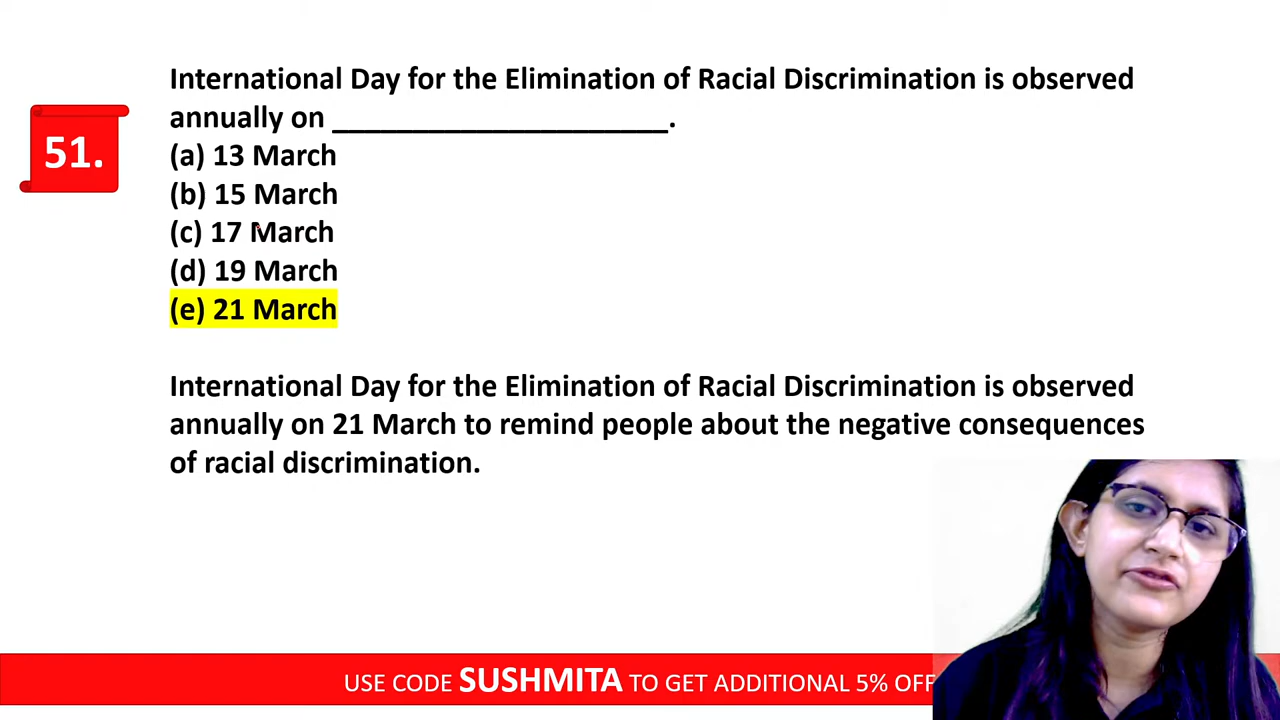 51.
International Day for the Elimination of Racial Discrimination is observed
annually on _____________________.
(a) 13 March
(b) 15 March
(c) 17 March
(d) 19 March
(e) 21 March
International Day for the Elimination of Racial Discrimination is observed
annually on 21 March to remind people about the negative consequences
of racial discrimination.
USE CODE SUSHMITA TO GET ADDITIONAL 5% OFF